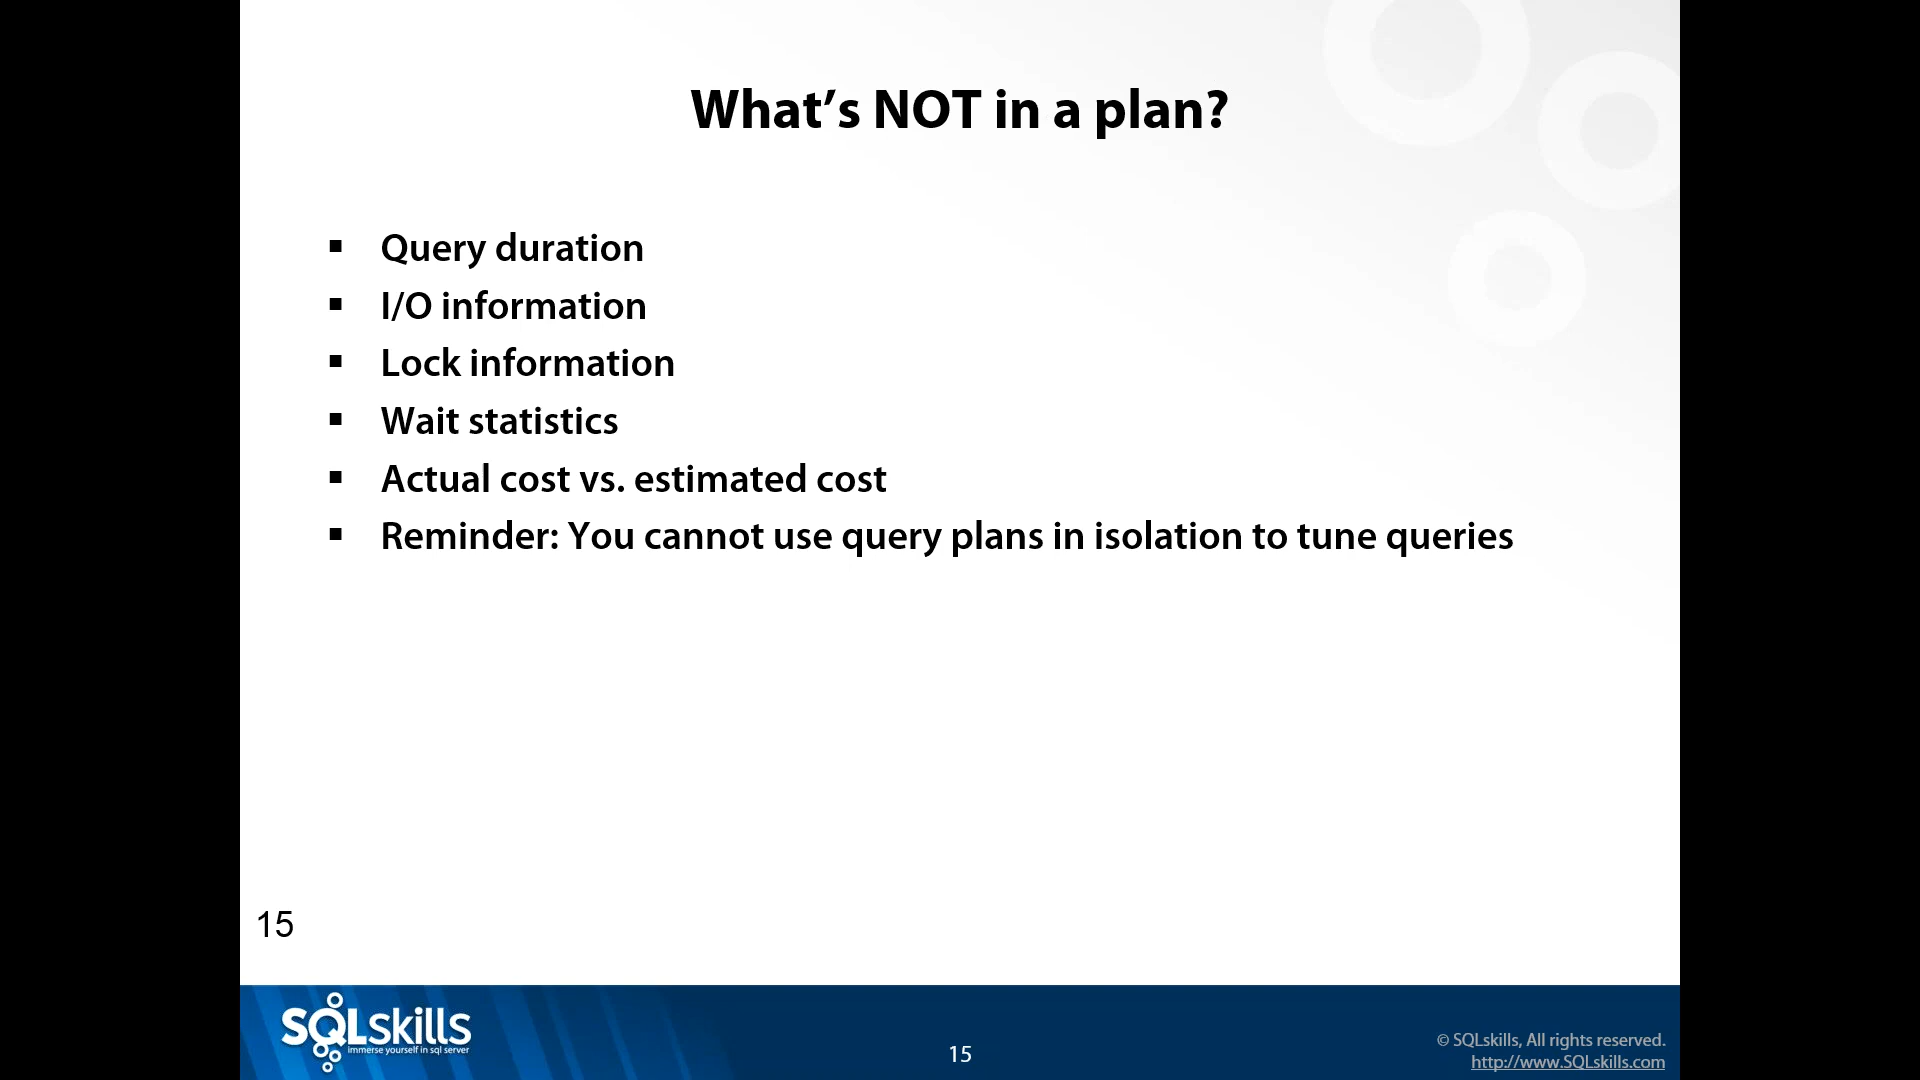 What’s NOT in a plan?
▪ Query duration
▪ I/O information
▪ Lock information
▪ Wait statistics
▪ Actual cost vs. estimated cost
▪ Reminder: You cannot use query plans in isolation to tune queries
15
SQLskills
immerse yourself in sql server
15
© SQLskills, All rights reserved.
http://www.SQLskills.com